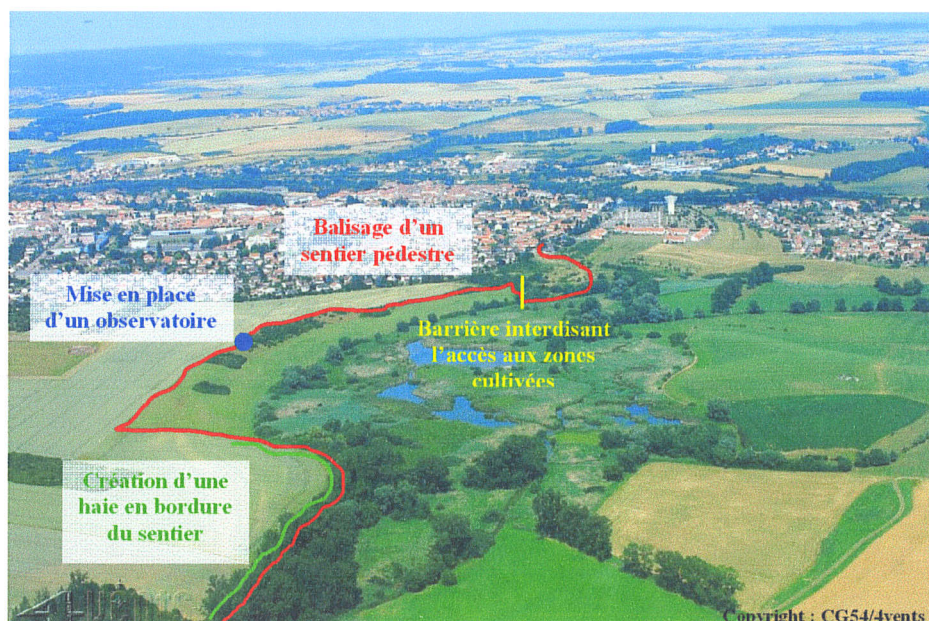 Balisage d'un
sentier pédestre
Mise en place
d'un observatoire
Barrière interdisant
l'accès aux zones
cultivées
Création d'une
haie en bordure
du sentier
Copyright : CG54/4vents